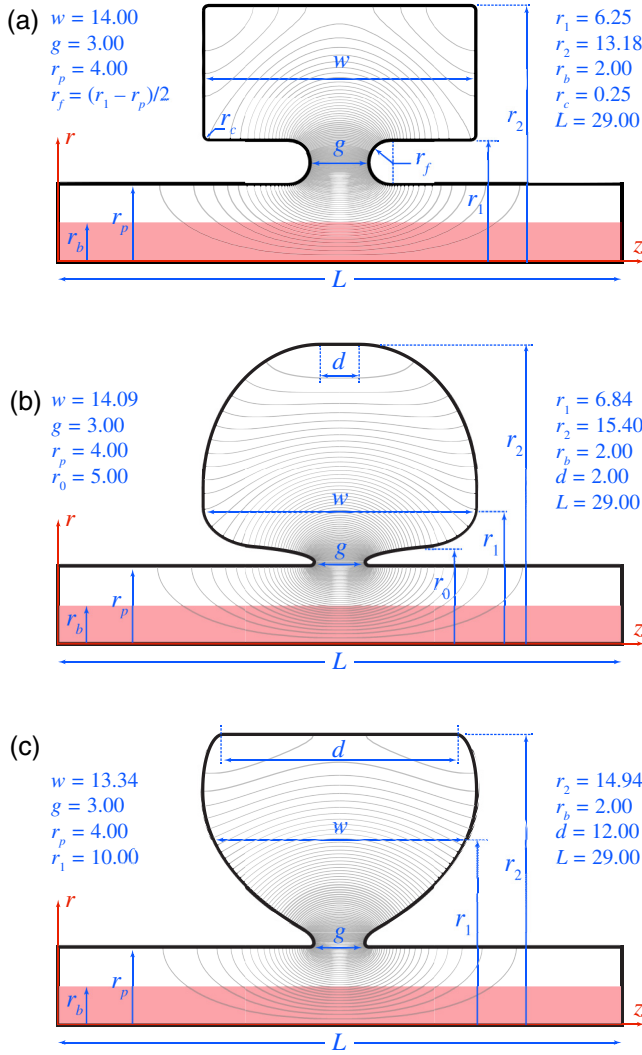 (a)
w = 14.00
g = 3.00
r_p = 4.00
r_f = (r_1 – r_p)/2
r_1 = 6.25
r_2 = 13.18
r_b = 2.00
r_c = 0.25
L = 29.00
w
r_2
r_c
g
r_f
r
r_1
r_p
r_b
z
L
(b)
w = 14.09
g = 3.00
r_p = 4.00
r_0 = 5.00
r_1 = 6.84
r_2 = 15.40
r_b = 2.00
d = 2.00
L = 29.00
d
r_2
w
r
r_1
g
r_0
r_p
r_b
z
L
(c)
w = 13.34
g = 3.00
r_p = 4.00
r_1 = 10.00
r_2 = 14.94
r_b = 2.00
d = 12.00
L = 29.00
d
w
r_2
r
r_1
g
r_p
r_b
z
L